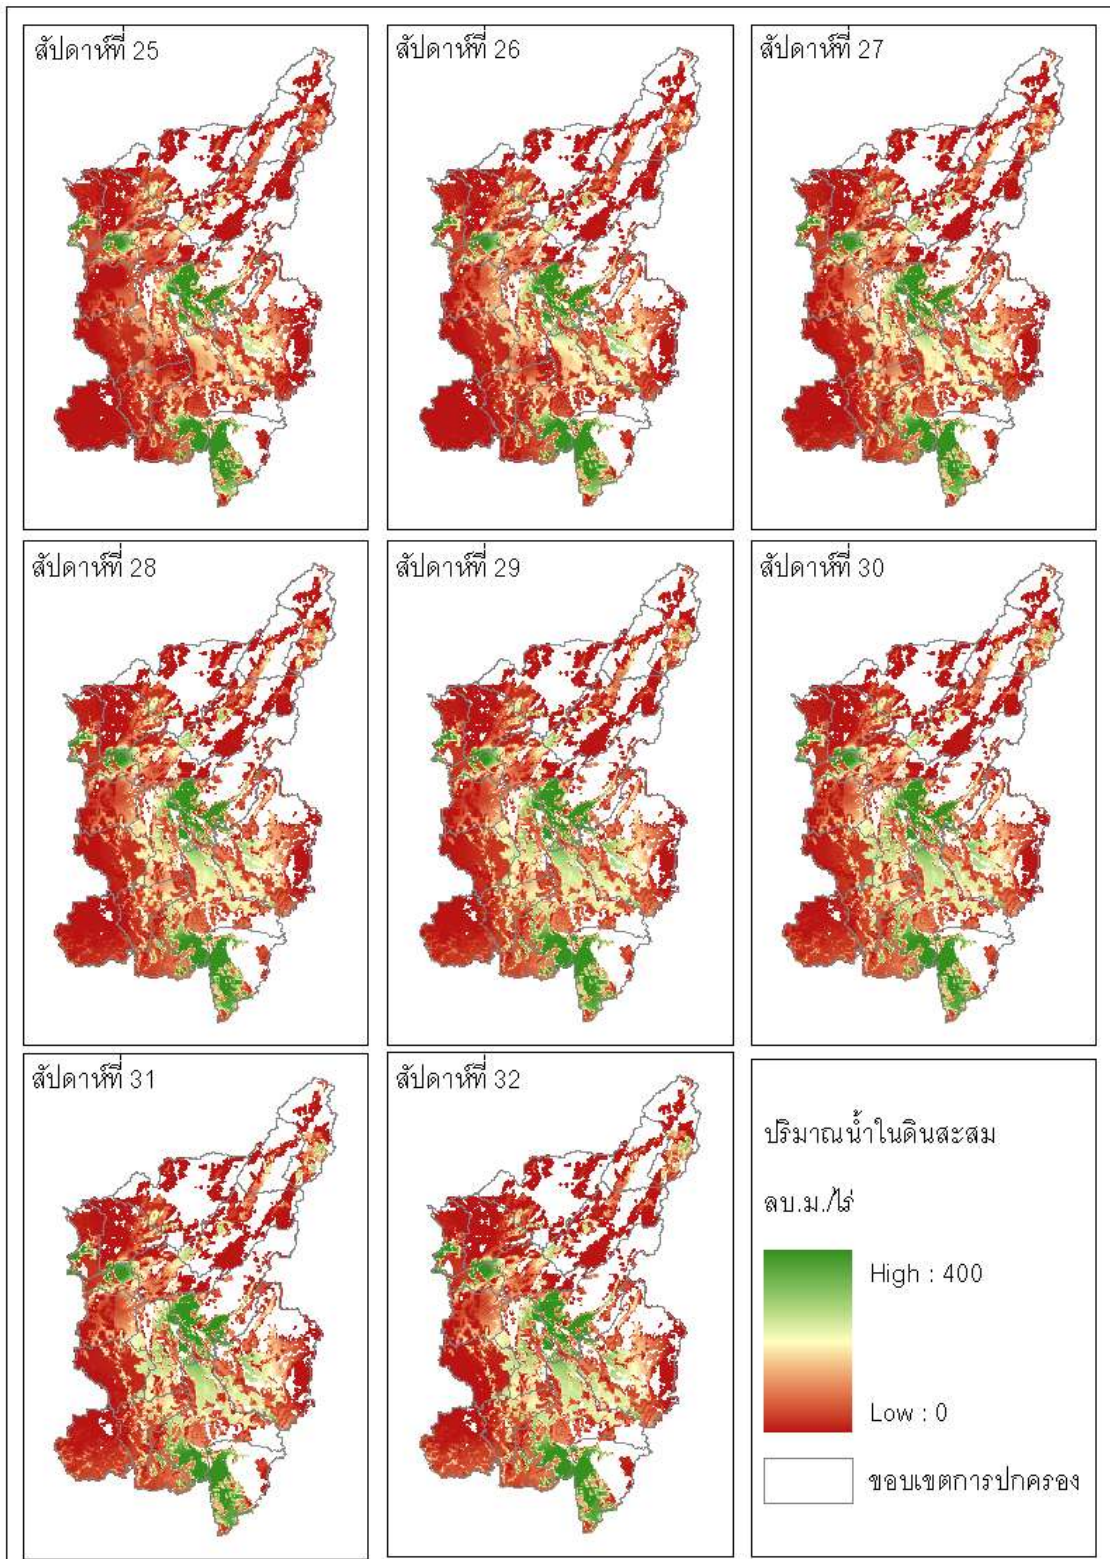 สัปดาห์ที่ 25
สัปดาห์ที่ 26
สัปดาห์ที่ 27
สัปดาห์ที่ 28
สัปดาห์ที่ 29
สัปดาห์ที่ 30
สัปดาห์ที่ 31
สัปดาห์ที่ 32
ปริมาณน้ำในดินสะสม
ลบ.ม./ไร่
High : 400
Low : 0
ขอบเขตการปกครอง